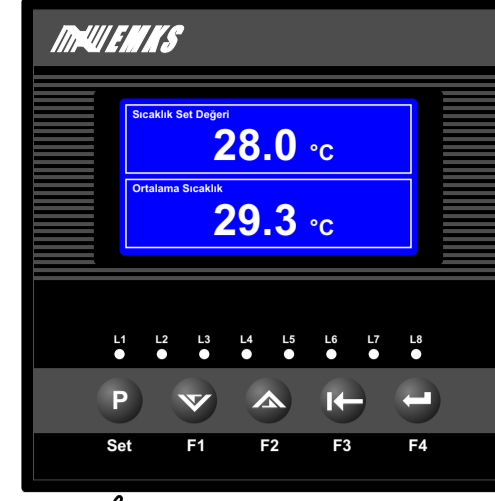 EMKS
Sıcaklık Set Değeri
28.0 °C
Ortalama Sıcaklık
29.3 °C
L1 L2 L3 L4 L5 L6 L7 L8
P
Set F1 F2 F3 F4